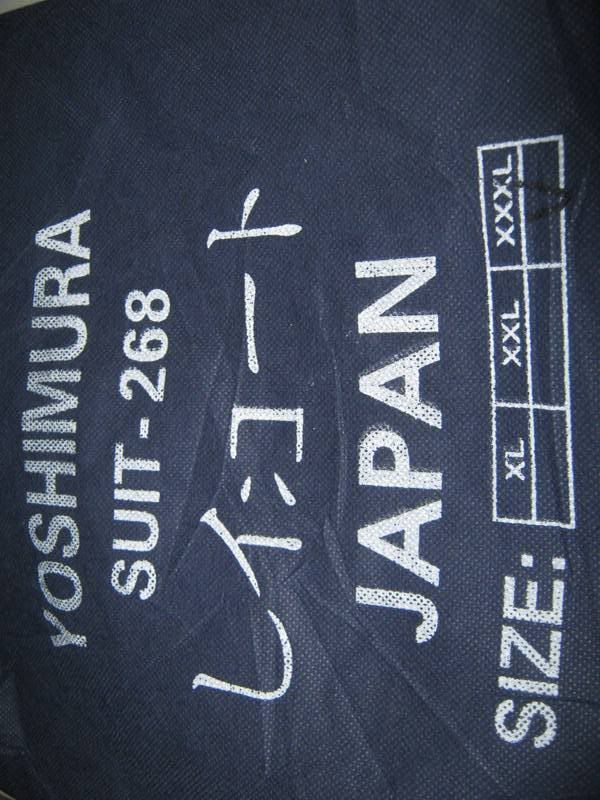 YOSHIMURA
SUIT-268
レインコート
JAPAN
SIZE: XL XXL XXXL